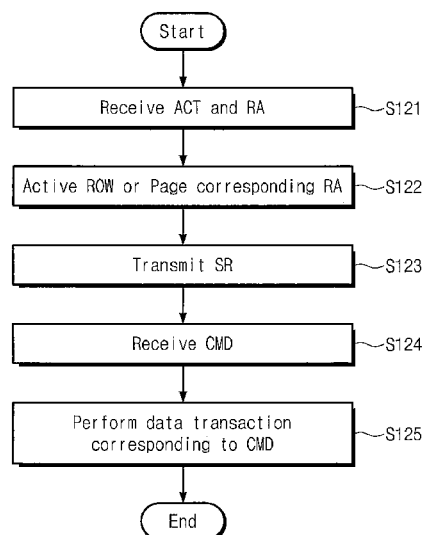 Start
Receive ACT and RA
S121
Active ROW or Page corresponding RA
S122
Transmit SR
S123
Receive CMD
S124
Perform data transaction
corresponding to CMD
S125
End